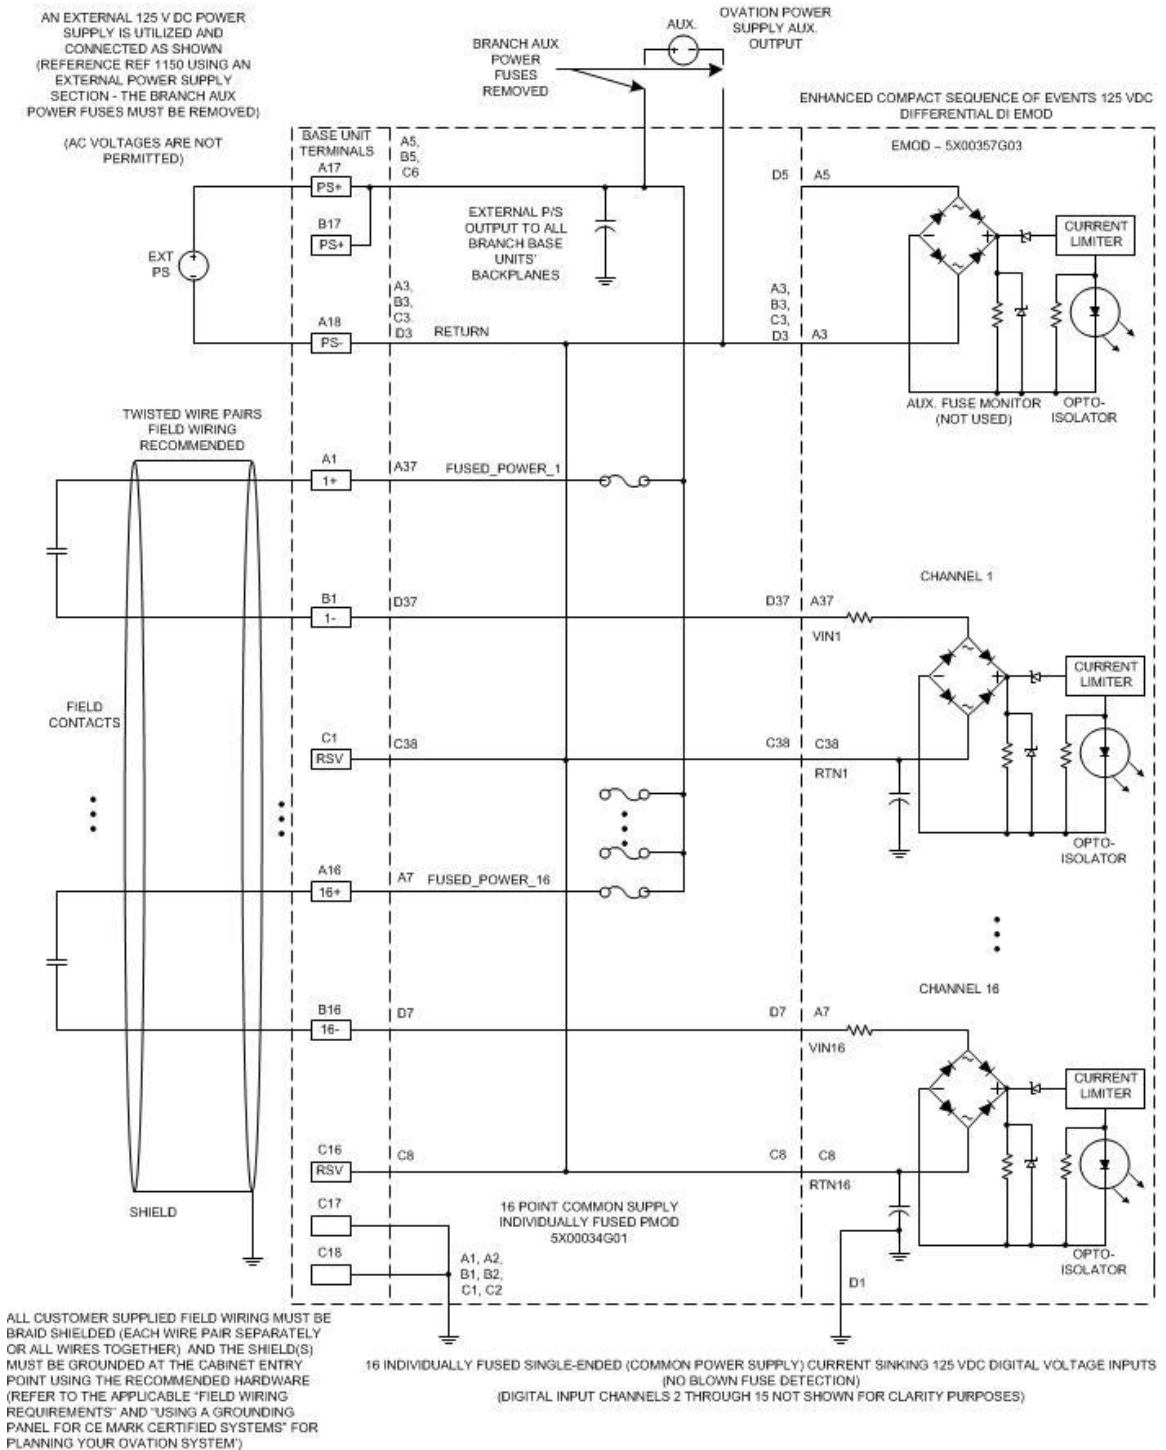 AN EXTERNAL 125 V DC POWER
SUPPLY IS UTILIZED AND
CONNECTED AS SHOWN
(REFERENCE REF 1150 USING AN
EXTERNAL POWER SUPPLY
SECTION - THE BRANCH AUX
POWER FUSES MUST BE REMOVED)
(AC VOLTAGES ARE NOT
PERMITTED)
BRANCH AUX
POWER
FUSES
REMOVED
AUX.
+
-
OVATION POWER
SUPPLY AUX.
OUTPUT
ENHANCED COMPACT SEQUENCE OF EVENTS 125 VDC
DIFFERENTIAL DI EMOD
EMOD – 5X00357G03
BASE UNIT
TERMINALS
A17
PS+
B17
PS+
A5,
B5,
C6
EXTERNAL P/S
OUTPUT TO ALL
BRANCH BASE
UNITS'
BACKPLANES
D5
A5
EXT
PS
+
-
A18
PS-
A3,
B3,
C3.
D3
RETURN
A3,
B3,
C3,
D3
A3
~
-
+
~
CURRENT
LIMITER
AUX. FUSE MONITOR
(NOT USED)
OPTO-
ISOLATOR
TWISTED WIRE PAIRS
FIELD WIRING
RECOMMENDED
A1
1+
A37
FUSED_POWER_1
CHANNEL 1
B1
1-
D37
D37
A37
VIN1
~
-
+
~
CURRENT
LIMITER
FIELD
CONTACTS
C1
RSV
C38
C38
C38
RTN1
OPTO-
ISOLATOR
A16
16+
A7
FUSED_POWER_16
CHANNEL 16
B16
16-
D7
D7
A7
VIN16
~
-
+
~
CURRENT
LIMITER
C16
RSV
C8
C8
C8
RTN16
SHIELD
C17
C18
16 POINT COMMON SUPPLY
INDIVIDUALLY FUSED PMOD
5X00034G01
A1, A2,
B1, B2,
C1, C2
D1
OPTO-
ISOLATOR
ALL CUSTOMER SUPPLIED FIELD WIRING MUST BE
BRAID SHIELDED (EACH WIRE PAIR SEPARATELY
OR ALL WIRES TOGETHER) AND THE SHIELD(S)
MUST BE GROUNDED AT THE CABINET ENTRY
POINT USING THE RECOMMENDED HARDWARE
(REFER TO THE APPLICABLE “FIELD WIRING
REQUIREMENTS” AND “USING A GROUNDING
PANEL FOR CE MARK CERTIFIED SYSTEMS” FOR
PLANNING YOUR OVATION SYSTEM')
16 INDIVIDUALLY FUSED SINGLE-ENDED (COMMON POWER SUPPLY) CURRENT SINKING 125 VDC DIGITAL VOLTAGE INPUTS
(NO BLOWN FUSE DETECTION)
(DIGITAL INPUT CHANNELS 2 THROUGH 15 NOT SHOWN FOR CLARITY PURPOSES)